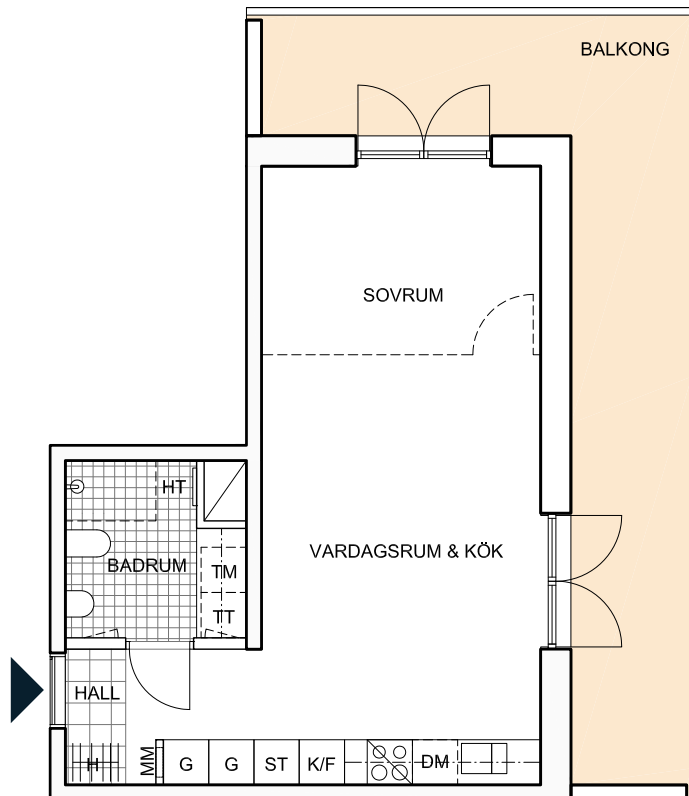 BALKONG
SOVRUM
HT
VARDAGSRUM & KÖK
BADRUM
TM
TT
HALL
H
MM
G
G
ST
K/F
DM